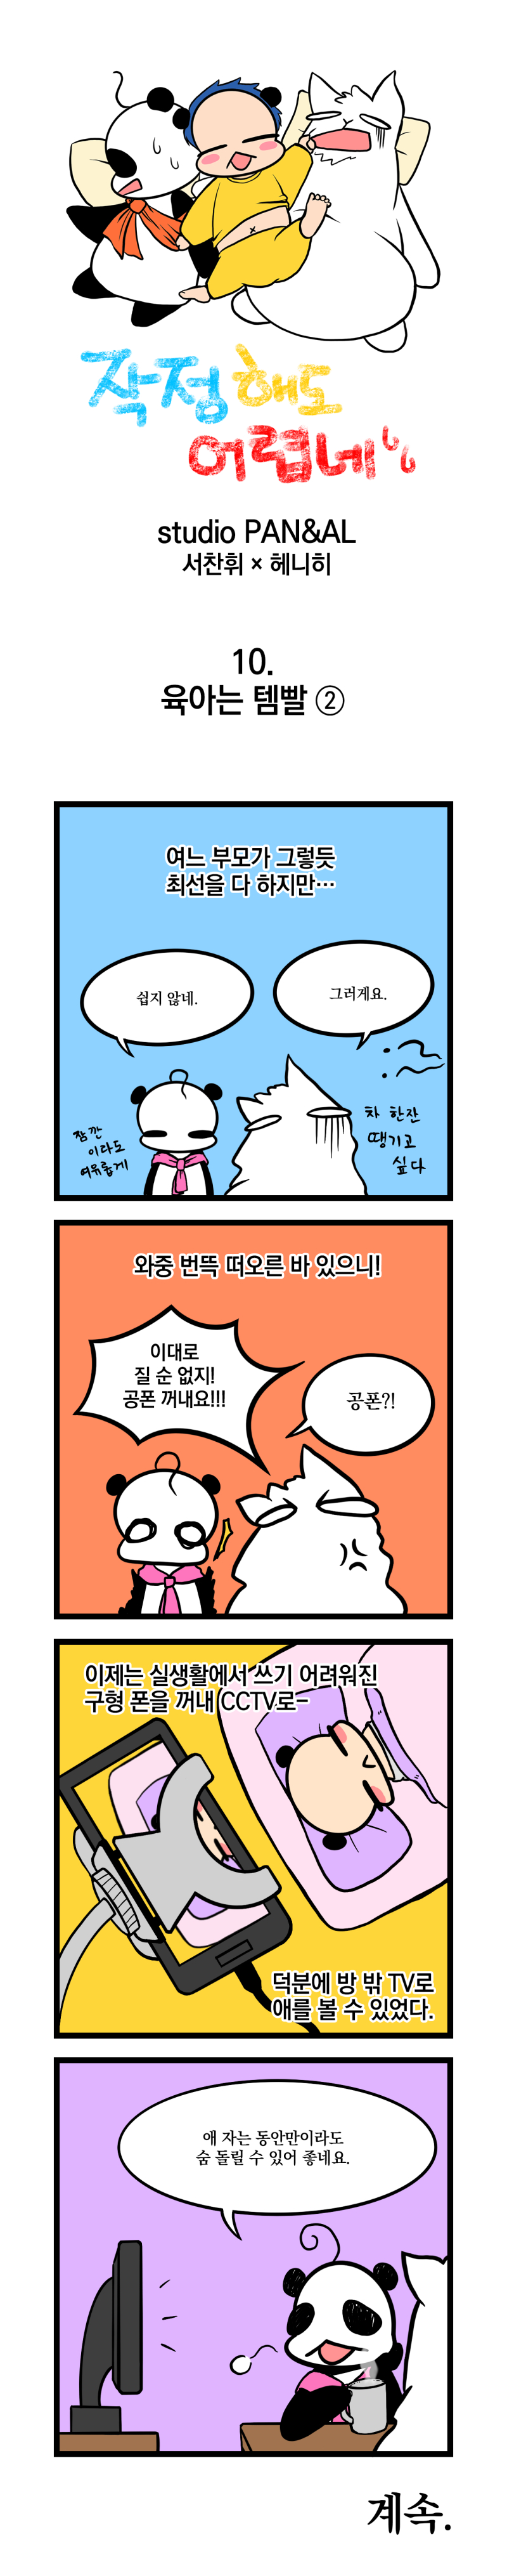 작정해도
어렵네
studio PAN&AL
서찬휘 × 헤니히
10.
육아는 템빨 ②
여느 부모가 그렇듯
최선을 다 하지만…
쉽지 않네.
그러게요.
잠깐
이라도
여유롭게
차 한잔
땡기고
싶다
와중 번뜩 떠오른 바 있으니!
이대로
질 순 없지!
공폰 꺼내요!!!
공폰?!
이제는 실생활에서 쓰기 어려워진
구형 폰을 꺼내 CCTV로-
덕분에 방 밖 TV로
애를 볼 수 있었다.
애 자는 동안만이라도
숨 돌릴 수 있어 좋네요.
계속.